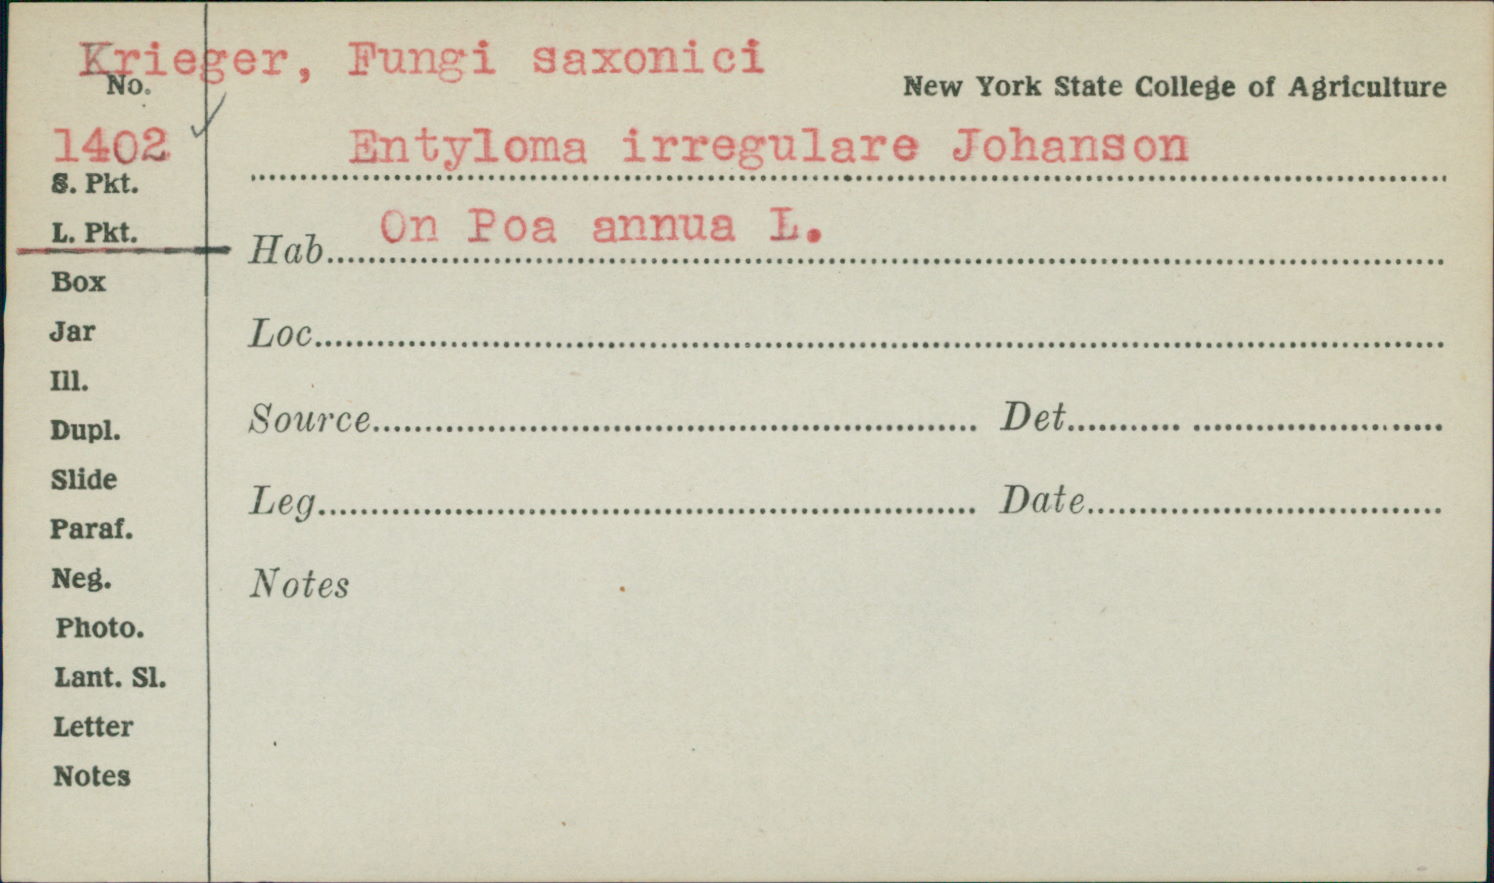 Krieger, Fungi saxonici
No.
New York State College of Agriculture
1402 ✓
Entyloma irregulare Johanson
S. Pkt.
L. Pkt.
Hab. On Poa annua L.
Box
Jar
Loc.
Ill.
Dupl.
Source Det.
Slide
Leg. Date
Paraf.
Neg.
Notes
Photo.
Lant. Sl.
Letter
Notes